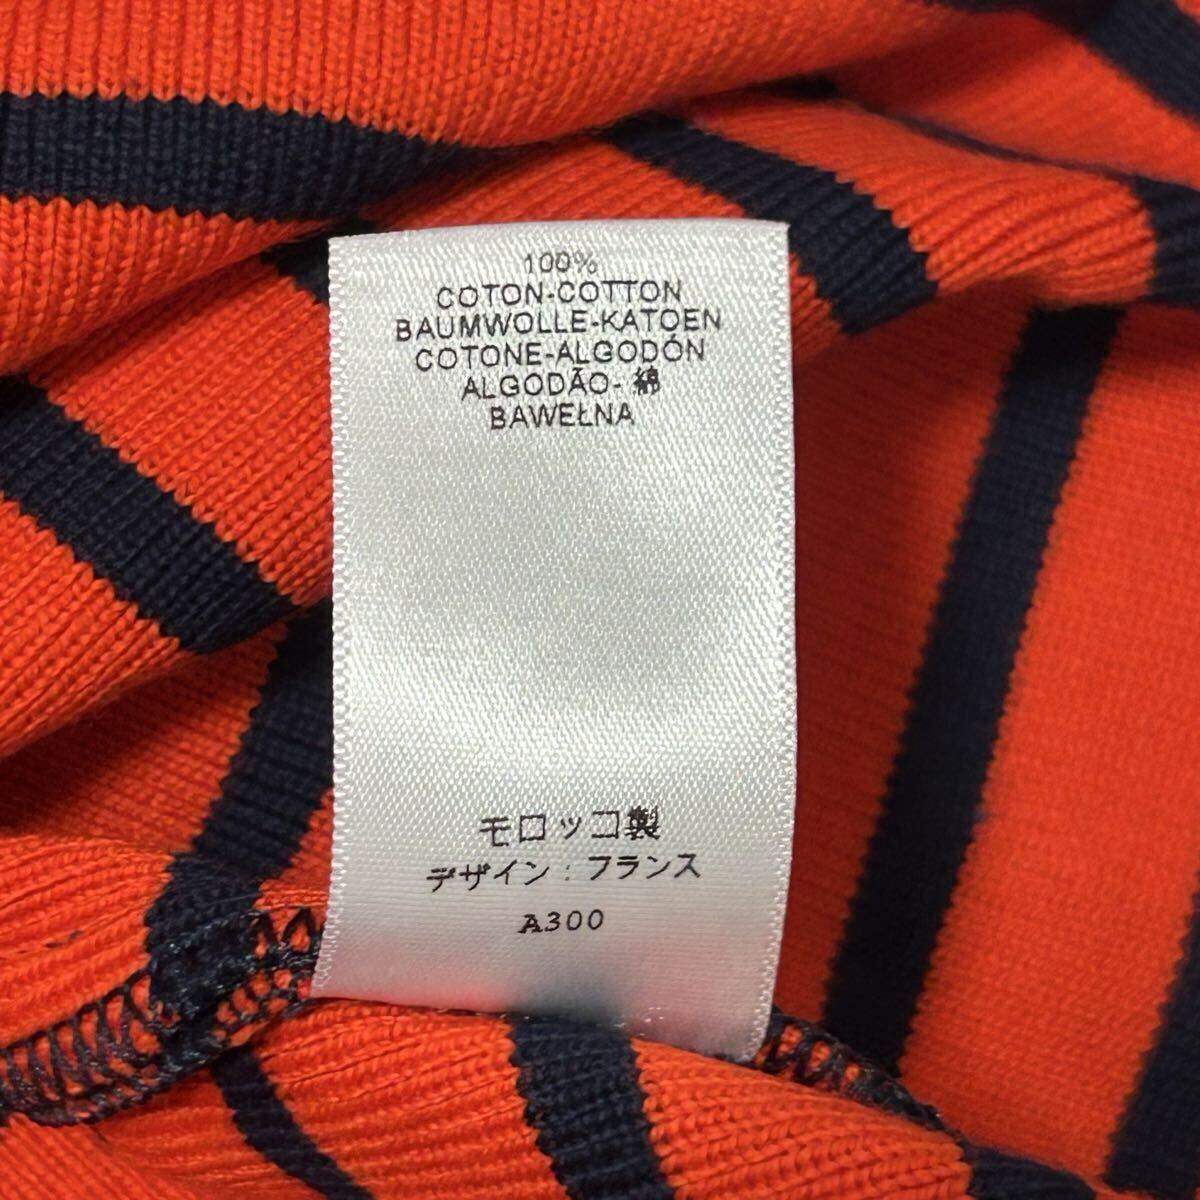 100%
COTON-COTTON
BAUMWOLLE-KATOEN
COTONE-ALGODÓN
ALGODÃO- 綿
BAWEŁNA
モロッコ製
デザイン : フランス
A300